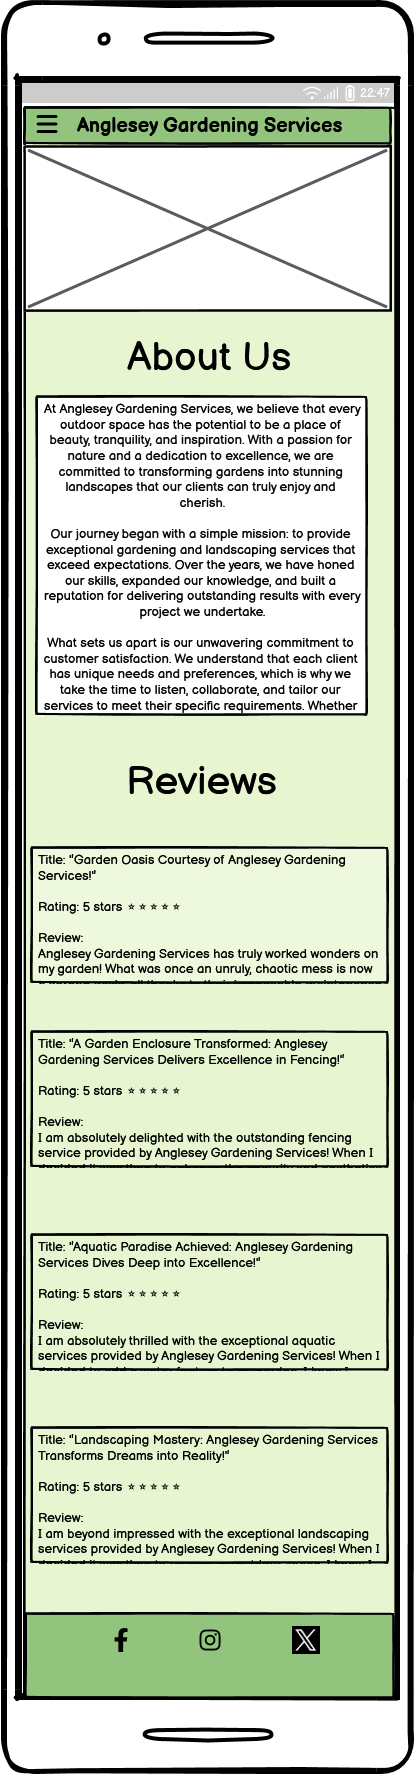 22:47
Anglesey Gardening Services
About Us
At Anglesey Gardening Services, we believe that every
outdoor space has the potential to be a place of
beauty, tranquility, and inspiration. With a passion for
nature and a dedication to excellence, we are
committed to transforming gardens into stunning
landscapes that our clients can truly enjoy and
cherish.
Our journey began with a simple mission: to provide
exceptional gardening and landscaping services that
exceed expectations. Over the years, we have honed
our skills, expanded our knowledge, and built a
reputation for delivering outstanding results with every
project we undertake.
What sets us apart is our unwavering commitment to
customer satisfaction. We understand that each client
has unique needs and preferences, which is why we
take the time to listen, collaborate, and tailor our
services to meet their specific requirements. Whether
Reviews
Title: "Garden Oasis Courtesy of Anglesey Gardening
Services!"
Rating: 5 stars ⭐⭐⭐⭐⭐
Review:
Anglesey Gardening Services has truly worked wonders on
my garden! What was once an unruly, chaotic mess is now
Title: "A Garden Enclosure Transformed: Anglesey
Gardening Services Delivers Excellence in Fencing!"
Rating: 5 stars ⭐⭐⭐⭐⭐
Review:
I am absolutely delighted with the outstanding fencing
service provided by Anglesey Gardening Services! When I
Title: "Aquatic Paradise Achieved: Anglesey Gardening
Services Dives Deep into Excellence!"
Rating: 5 stars ⭐⭐⭐⭐⭐
Review:
I am absolutely thrilled with the exceptional aquatic
services provided by Anglesey Gardening Services! When I
Title: "Landscaping Mastery: Anglesey Gardening Services
Transforms Dreams into Reality!"
Rating: 5 stars ⭐⭐⭐⭐⭐
Review:
I am beyond impressed with the exceptional landscaping
services provided by Anglesey Gardening Services! When I